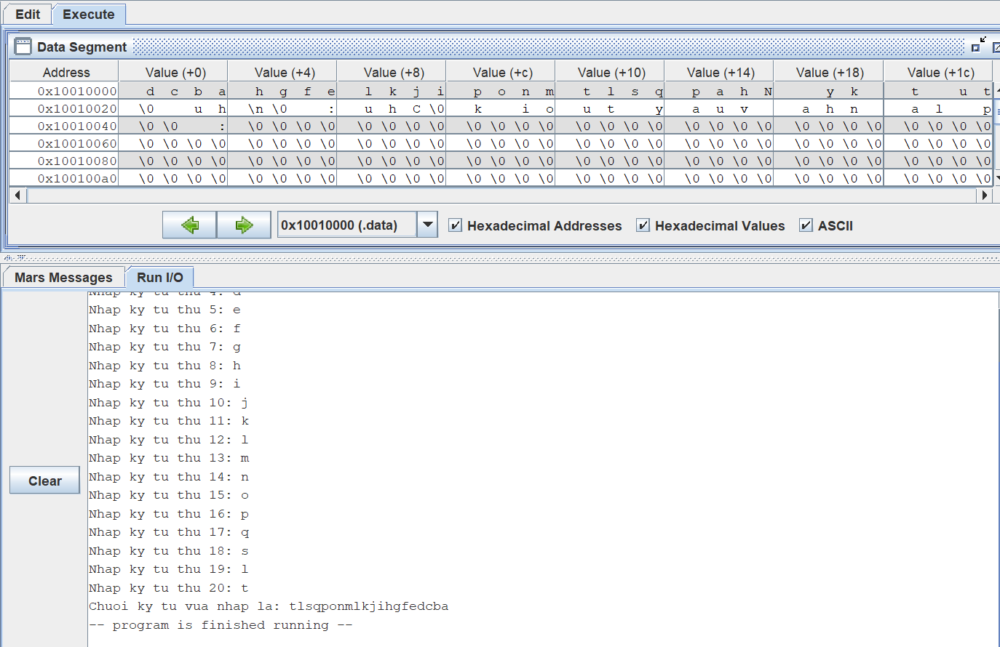 Edit Execute
Data Segment
Address Value (+0) Value (+4) Value (+8) Value (+c) Value (+10) Value (+14) Value (+18) Value (+1c)
0x10010000 d c b a h g f e l k j i p o n m t l s q p a h N y k t u t
0x10010020 \0 u h \n \0 : u h C \0 k i o u t y a u v a h n a l p
0x10010040 \0 \0 : \0 \0 \0 \0 \0 \0 \0 \0 \0 \0 \0 \0 \0 \0 \0 \0 \0 \0 \0 \0 \0 \0 \0 \0 \0 \0 \0 \0
0x10010060 \0 \0 \0 \0 \0 \0 \0 \0 \0 \0 \0 \0 \0 \0 \0 \0 \0 \0 \0 \0 \0 \0 \0 \0 \0 \0 \0 \0 \0 \0 \0 \0
0x10010080 \0 \0 \0 \0 \0 \0 \0 \0 \0 \0 \0 \0 \0 \0 \0 \0 \0 \0 \0 \0 \0 \0 \0 \0 \0 \0 \0 \0 \0 \0 \0 \0
0x100100a0 \0 \0 \0 \0 \0 \0 \0 \0 \0 \0 \0 \0 \0 \0 \0 \0 \0 \0 \0 \0 \0 \0 \0 \0 \0 \0 \0 \0 \0 \0 \0 \0
0x10010000 (.data) Hexadecimal Addresses Hexadecimal Values ASCII
Mars Messages Run I/O
Nhap ky tu thu 4: d
Nhap ky tu thu 5: e
Nhap ky tu thu 6: f
Nhap ky tu thu 7: g
Nhap ky tu thu 8: h
Nhap ky tu thu 9: i
Nhap ky tu thu 10: j
Nhap ky tu thu 11: k
Nhap ky tu thu 12: l
Nhap ky tu thu 13: m
Clear
Nhap ky tu thu 14: n
Nhap ky tu thu 15: o
Nhap ky tu thu 16: p
Nhap ky tu thu 17: q
Nhap ky tu thu 18: s
Nhap ky tu thu 19: l
Nhap ky tu thu 20: t
Chuoi ky tu vua nhap la: tlsqponmlkjihgfedcba
-- program is finished running --